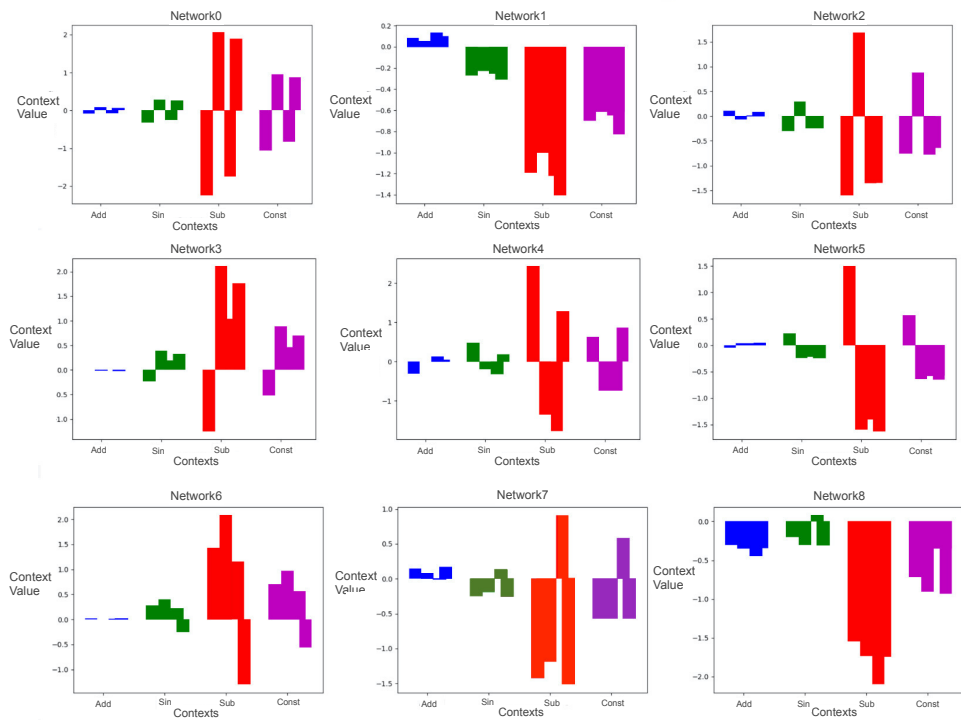 Network0
Network1
Network2
2
1
0
−1
−2
Context
Value
Add
Sin
Sub
Const
Contexts
0.2
0.0
−0.2
−0.4
−0.6
−0.8
−1.0
−1.2
−1.4
Context
Value
Add
Sin
Sub
Const
Contexts
1.5
1.0
0.5
0.0
−0.5
−1.0
−1.5
Context
Value
Add
Sin
Sub
Const
Contexts
Network3
Network4
Network5
2.0
1.5
1.0
0.5
0.0
0.5
1.0
Context
Value
Add
Sin
Sub
Const
Contexts
2
1
0
−1
Context
Value
Add
Sin
Sub
Const
Contexts
1.5
1.0
0.5
0.0
−0.5
−1.0
−1.5
Context
Value
Add
Sin
Sub
Const
Contexts
Network6
Network7
Network8
2.0
1.5
1.0
0.5
0.0
−0.5
−1.0
Context
Value
Add
Sin
Sub
Const
Contexts
1.0
0.5
0.0
−0.5
−1.0
−1.5
Context
Value
Add
Sin
Sub
Const
Contexts
0.0
−0.5
−1.0
−1.5
−2.0
Context
Value
Add
Sin
Sub
Const
Contexts